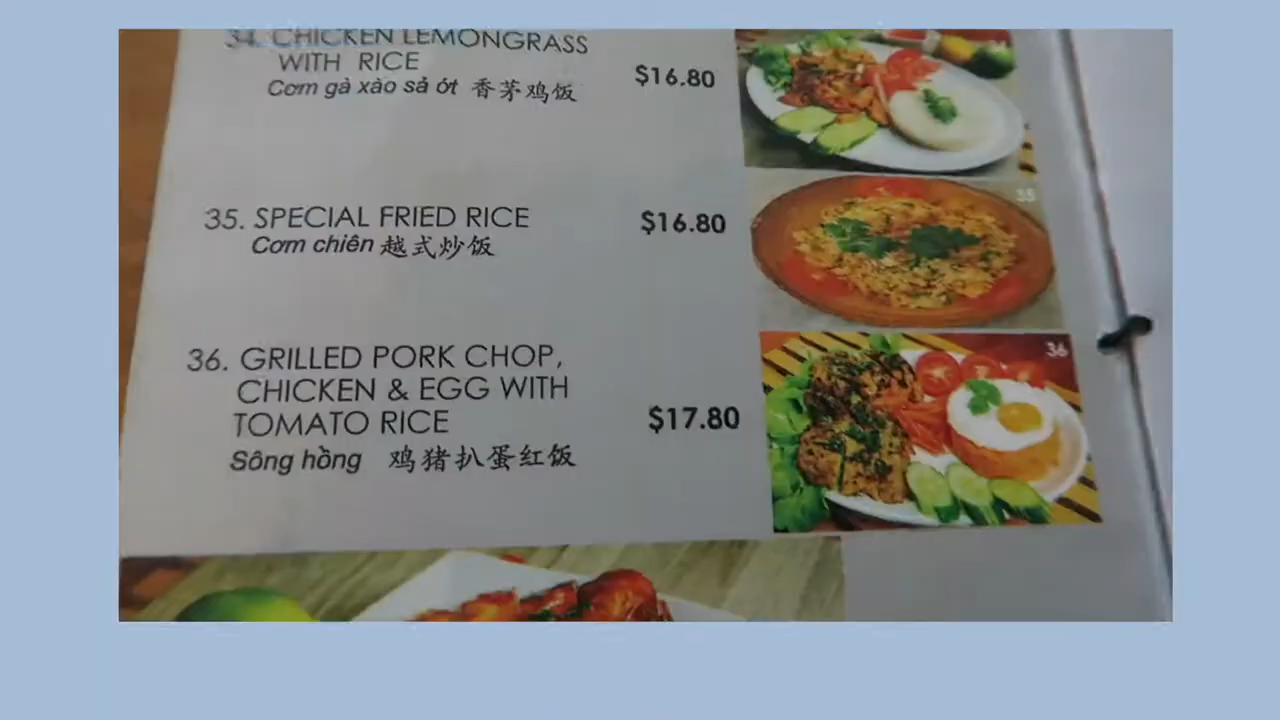 34. CHICKEN LEMONGRASS
WITH RICE
$16.80
Cơm gà xào sả ớt 香茅鸡饭
35
35. SPECIAL FRIED RICE
$16.80
Cơm chiên 越式炒饭
36
36. GRILLED PORK CHOP,
CHICKEN & EGG WITH
TOMATO RICE
$17.80
Sông hồng 鸡猪扒蛋红饭